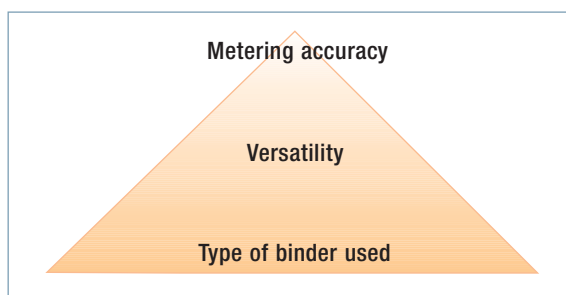 Metering accuracy
Versatility
Type of binder used